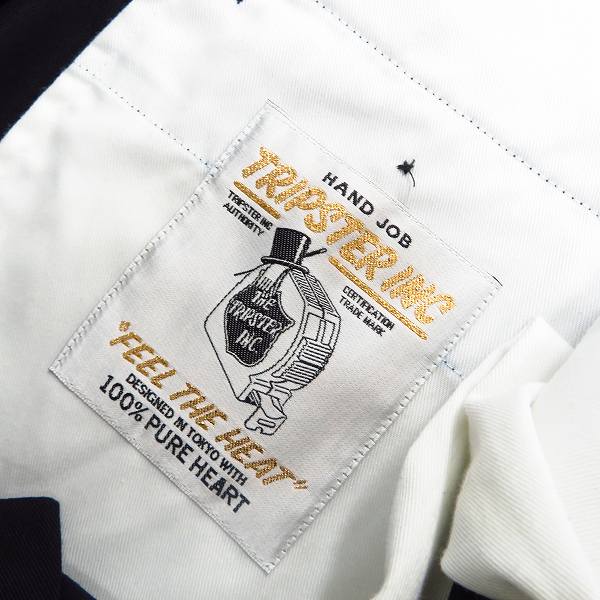 HAND JOB
TRIPSTER INC
TRIPSTER INC
AUTHORITY
CERTIFICATION
TRADE MARK
THE
TRIPSTER
INC.
"FEEL THE HEAT"
DESIGNED IN TOKYO WITH
100% PURE HEART